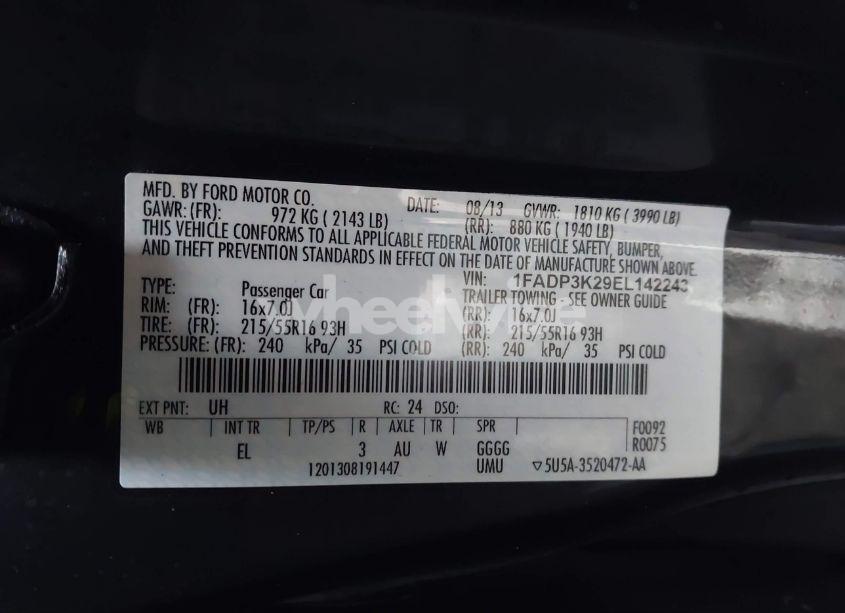 MFD. BY FORD MOTOR CO. DATE: 08/13 GVWR: 1810 KG ( 3990 LB)
GAWR: (FR): 972 KG ( 2143 LB) (RR): 880 KG ( 1940 LB)
THIS VEHICLE CONFORMS TO ALL APPLICABLE FEDERAL MOTOR VEHICLE SAFETY, BUMPER,
AND THEFT PREVENTION STANDARDS IN EFFECT ON THE DATE OF MANUFACTURE SHOWN ABOVE.
VIN: 1FADP3K29EL142243
TYPE: Passenger Car TRAILER TOWING - SEE OWNER GUIDE
RIM: (FR): 16x7.0J (RR): 16x7.0J
TIRE: (FR): 215/55R16 93H (RR): 215/55R16 93H
PRESSURE: (FR): 240 kPa/ 35 PSI COLD (RR): 240 kPa/ 35 PSI COLD
wheelwise
EXT PNT: UH RC: 24 DSO:
WB INT TR TP/PS R AXLE TR SPR F0092
EL 3 AU W GGGG R0075
1201308191447 UMU ▽5U5A-3520472-AA